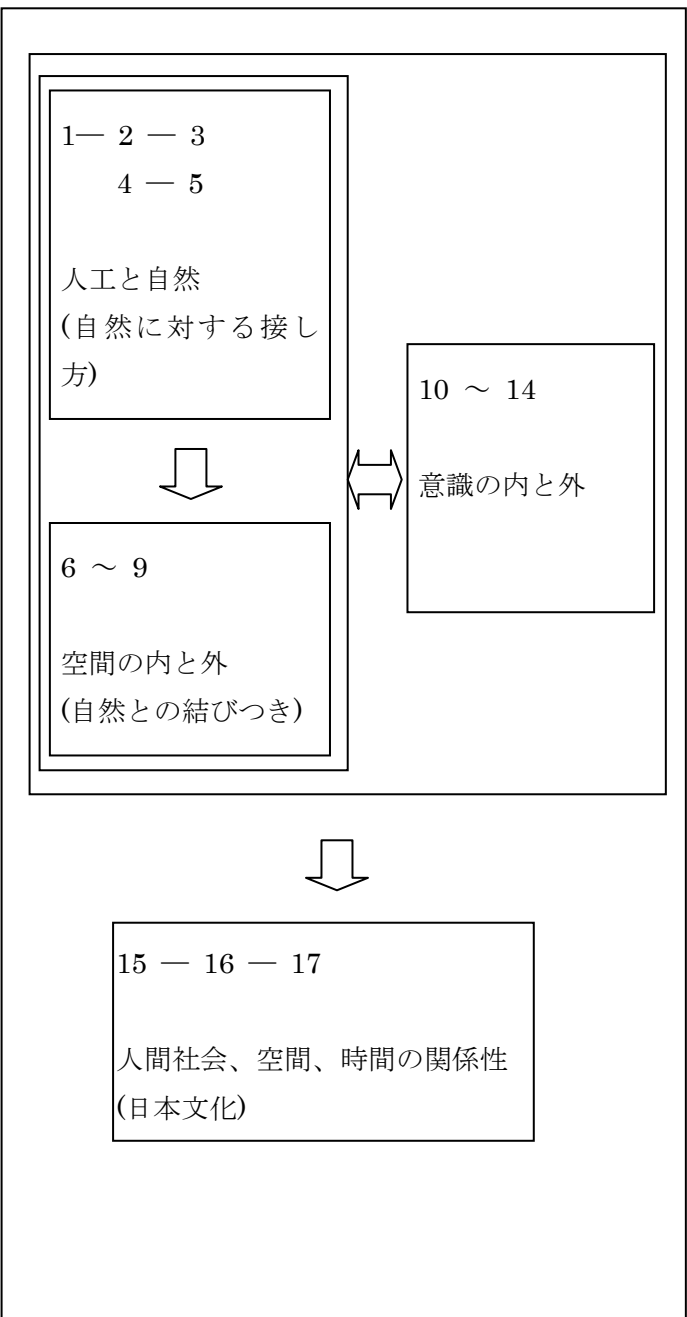 1― 2 ― 3
4 ― 5
人工と自然
(自然に対する接し
方)
6 ～ 9
空間の内と外
(自然との結びつき)
10 ～ 14
意識の内と外
15 ― 16 ― 17
人間社会、空間、時間の関係性
(日本文化)